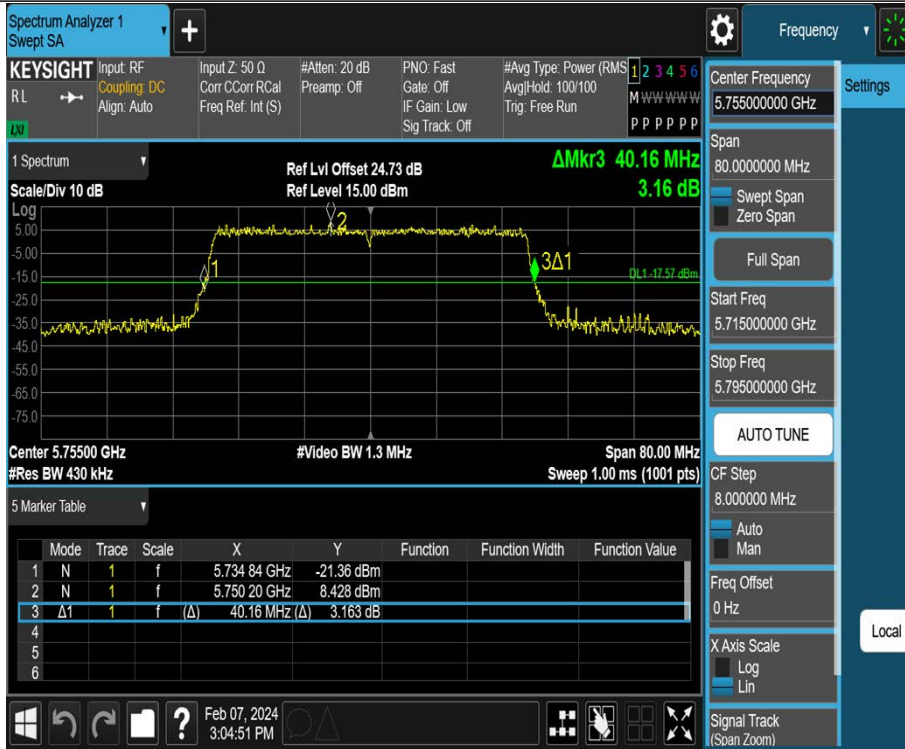 Spectrum Analyzer 1
Swept SA
+
Frequency
KEYSIGHT
RL
LXI
Input: RF
Coupling: DC
Align: Auto
Input Z: 50 Ω
Corr CCorr RCal
Freq Ref: Int (S)
#Atten: 20 dB
Preamp: Off
PNO: Fast
Gate: Off
IF Gain: Low
Sig Track: Off
#Avg Type: Power (RMS
Avg|Hold: 100/100
Trig: Free Run
1 2 3 4 5 6
M W W W W W
P P P P P P
1 Spectrum
Scale/Div 10 dB
Ref Lvl Offset 24.73 dB
Ref Level 15.00 dBm
ΔMkr3 40.16 MHz
3.16 dB
Log
5.00
-5.00
-15.0
-25.0
-35.0
-45.0
-55.0
-65.0
-75.0
1
2
3Δ1
DL1 -17.57 dBm
Center 5.75500 GHz
#Res BW 430 kHz
#Video BW 1.3 MHz
Span 80.00 MHz
Sweep 1.00 ms (1001 pts)
5 Marker Table
Mode Trace Scale X Y Function Function Width Function Value
1 N 1 f 5.734 84 GHz -21.36 dBm
2 N 1 f 5.750 20 GHz 8.428 dBm
3 Δ1 1 f (Δ) 40.16 MHz (Δ) 3.163 dB
4
5
6
?
Feb 07, 2024
3:04:51 PM
Center Frequency
5.755000000 GHz
Span
80.0000000 MHz
Swept Span
Zero Span
Full Span
Start Freq
5.715000000 GHz
Stop Freq
5.795000000 GHz
AUTO TUNE
CF Step
8.000000 MHz
Auto
Man
Freq Offset
0 Hz
X Axis Scale
Log
Lin
Signal Track
(Span Zoom)
Settings
Local